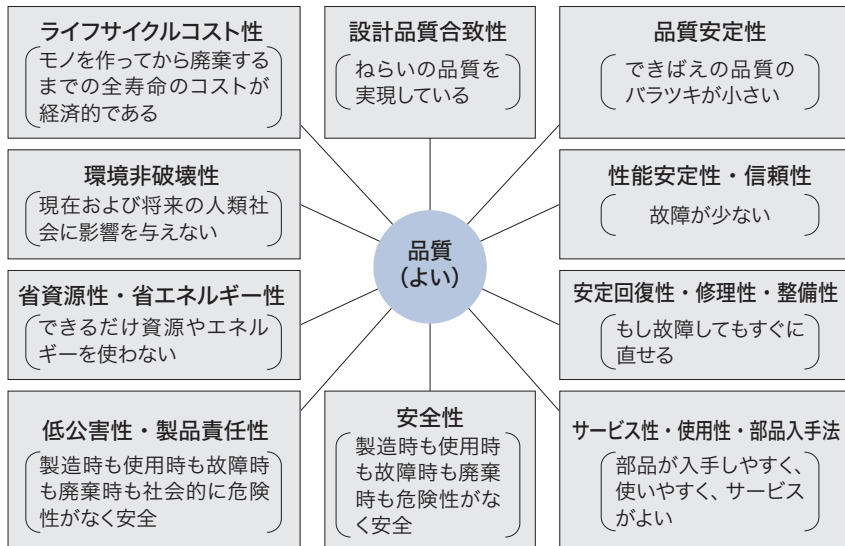 ライフサイクルコスト性
モノを作ってから廃棄する
までの全寿命のコストが
経済的である
設計品質合致性
ねらいの品質を
実現している
品質安定性
できばえの品質の
バラツキが小さい
環境非破壊性
現在および将来の人類社
会に影響を与えない
性能安定性・信頼性
故障が少ない
品質
(よい)
省資源性・省エネルギー性
できるだけ資源やエネル
ギーを使わない
安定回復性・修理性・整備性
もし故障してもすぐに
直せる
低公害性・製品責任性
製造時も使用時も故障時
も廃棄時も社会的に危険
性がなく安全
安全性
製造時も使用時
も故障時も廃棄
時も危険性がな
く安全
サービス性・使用性・部品入手法
部品が入手しやすく、
使いやすく、サービス
がよい